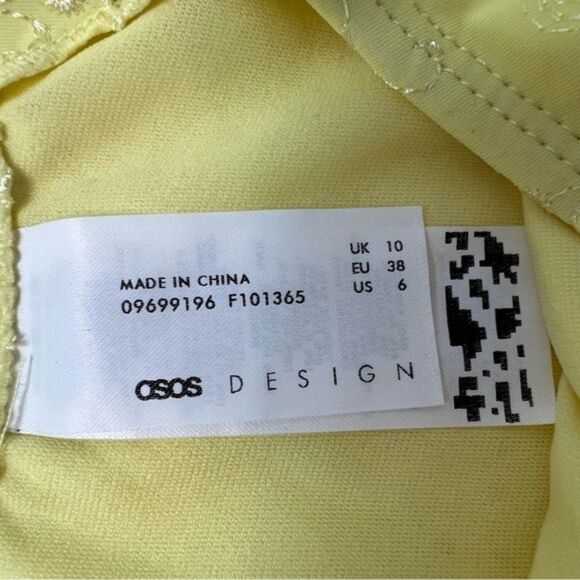 UK 10
EU 38
US 6
MADE IN CHINA
09699196 F101365
asos DESIGN